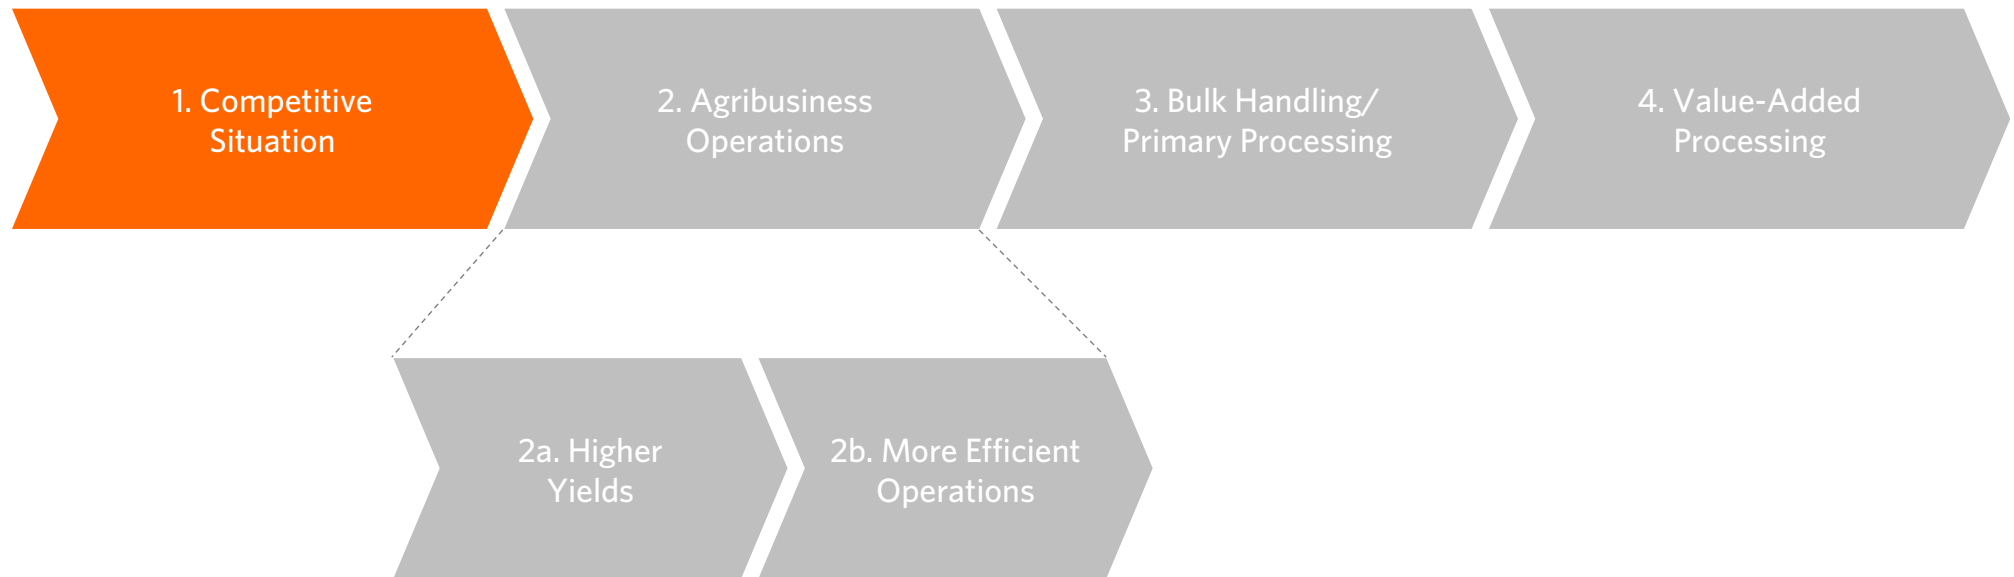 1. Competitive
Situation
2. Agribusiness
Operations
3. Bulk Handling/
Primary Processing
4. Value-Added
Processing
2a. Higher
Yields
2b. More Efficient
Operations